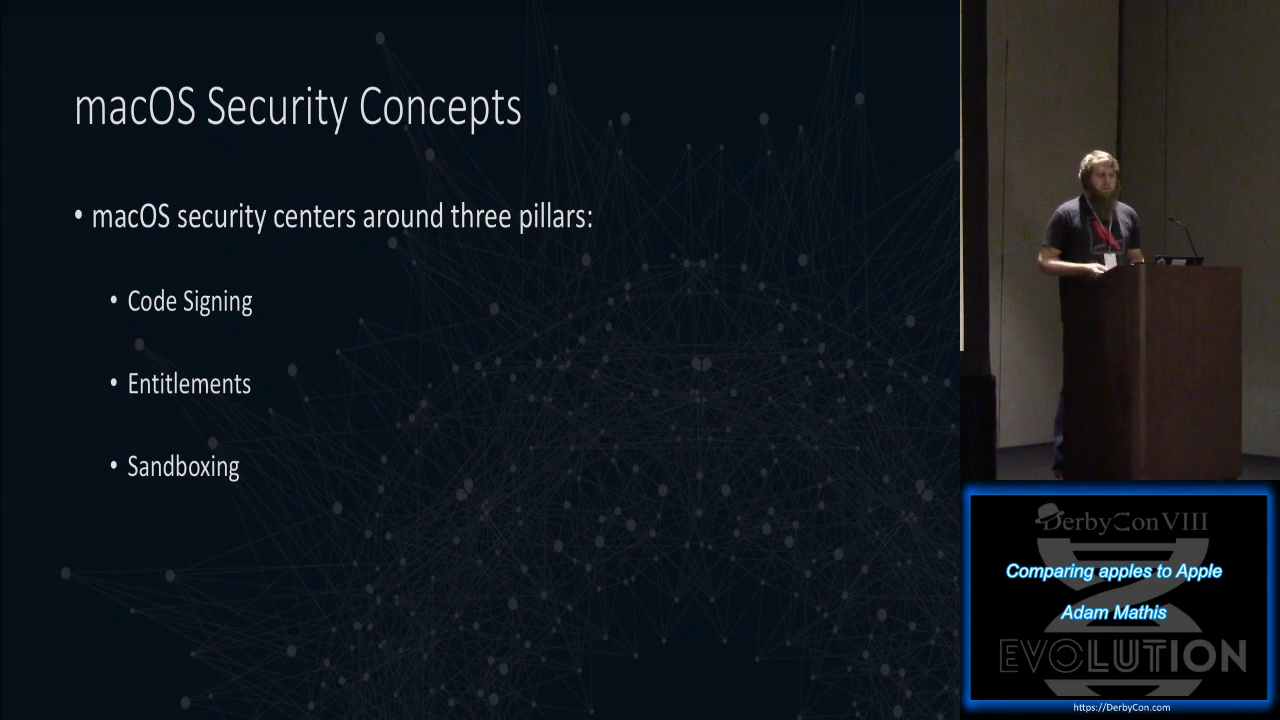 macOS Security Concepts
• macOS security centers around three pillars:
• Code Signing
• Entitlements
• Sandboxing
DerbyCon VIII
Comparing apples to Apple
Adam Mathis
EVOLUTION
https://DerbyCon.com